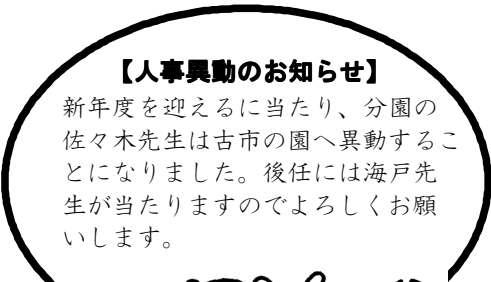 【人事異動のお知らせ】
新年度を迎えるに当たり、分園の
佐々木先生は古市の園へ異動するこ
とになりました。後任には海戸先
生が当たりますのでよろしくお願
いします。